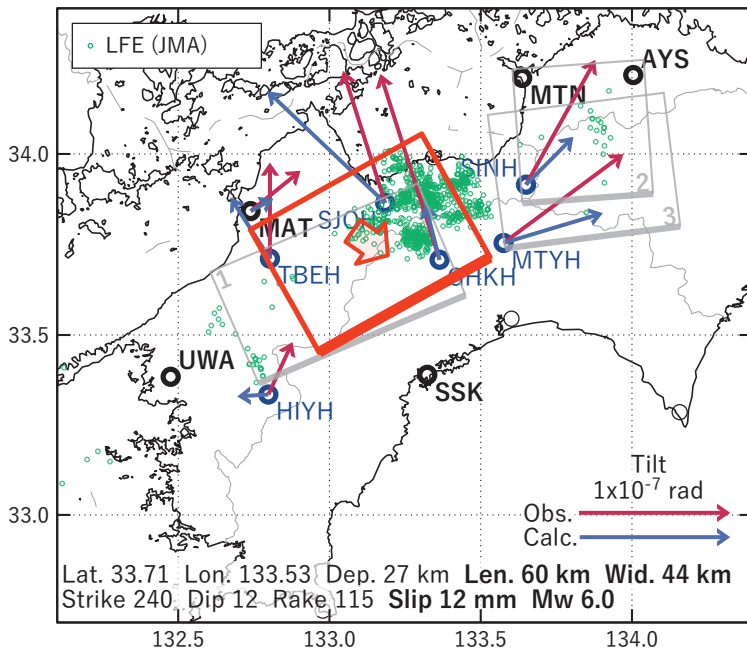 LFE (JMA)
AYS
MTN
34.0
SINH
2
MAT
SJOH
3
1
TBEH
GHKH
MTYH
33.5
UWA
SSK
HIYH
Tilt
1x10⁻⁷ rad
33.0
Obs.
Calc.
Lat. 33.71 Lon. 133.53 Dep. 27 km Len. 60 km Wid. 44 km
Strike 240 Dip 12 Rake 115 Slip 12 mm Mw 6.0
132.5 133.0 133.5 134.0